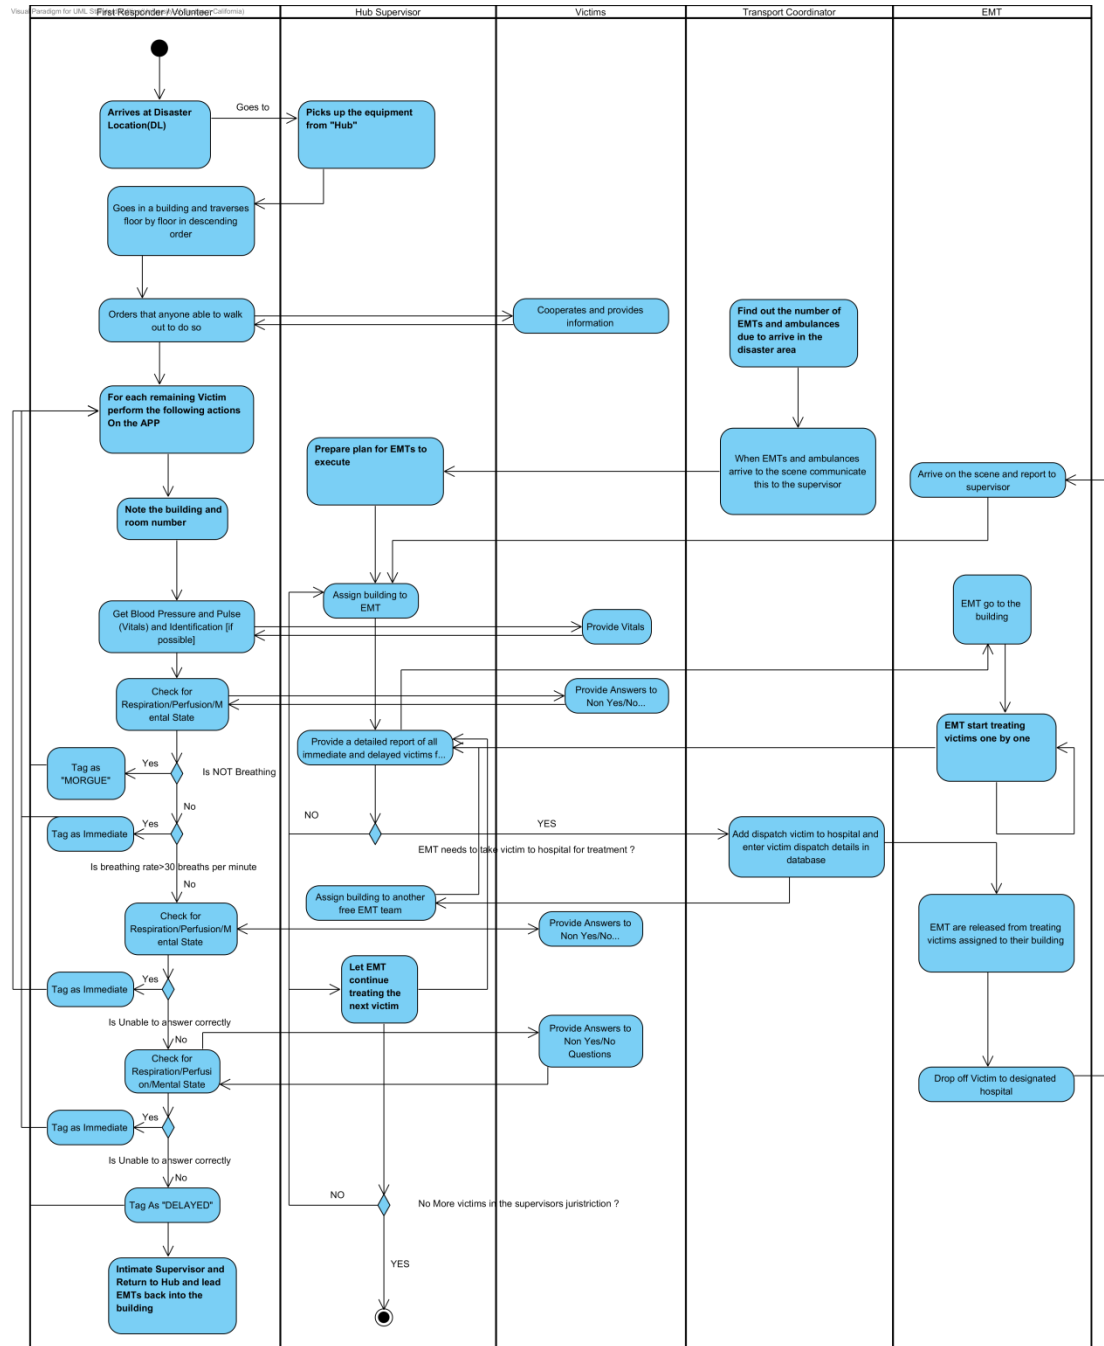 Visual Paradigm for UML
California)
First Responder / Volunteer
Hub Supervisor
Victims
Transport Coordinator
EMT
Arrives at Disaster
Location(DL)
Goes to
Picks up the equipment
from "Hub"
Goes in a building and traverses
floor by floor in descending
order
Orders that anyone able to walk
out to do so
Cooperates and provides
information
Find out the number of
EMTs and ambulances
due to arrive in the
disaster area
For each remaining Victim
perform the following actions
On the APP
Prepare plan for EMTs to
execute
When EMTs and ambulances
arrive to the scene communicate
this to the supervisor
Arrive on the scene and report to
supervisor
Note the building and
room number
Assign building to
EMT
EMT go to the
building
Get Blood Pressure and Pulse
(Vitals) and Identification [if
possible]
Provide Vitals
Check for
Respiration/Perfusion/M
ental State
Provide Answers to
Non Yes/No...
Provide a detailed report of all
immediate and delayed victims f...
EMT start treating
victims one by one
Tag as
"MORGUE"
Yes
Is NOT Breathing
No
NO
YES
Tag as Immediate
Yes
EMT needs to take victim to hospital for treatment ?
Add dispatch victim to hospital and
enter victim dispatch details in
database
Is breathing rate>30 breaths per minute
No
Assign building to another
free EMT team
Check for
Respiration/Perfusion/M
ental State
Provide Answers to
Non Yes/No...
EMT are released from treating
victims assigned to their building
Tag as Immediate
Yes
Let EMT
continue
treating the
next victim
Is Unable to answer correctly
No
Provide Answers to
Non Yes/No
Questions
Check for
Respiration/Perfusi
on/Mental State
Drop off Victim to designated
hospital
Tag as Immediate
Yes
Is Unable to answer correctly
No
Tag As "DELAYED"
NO
No More victims in the supervisors juristriction ?
YES
Intimate Supervisor and
Return to Hub and lead
EMTs back into the
building